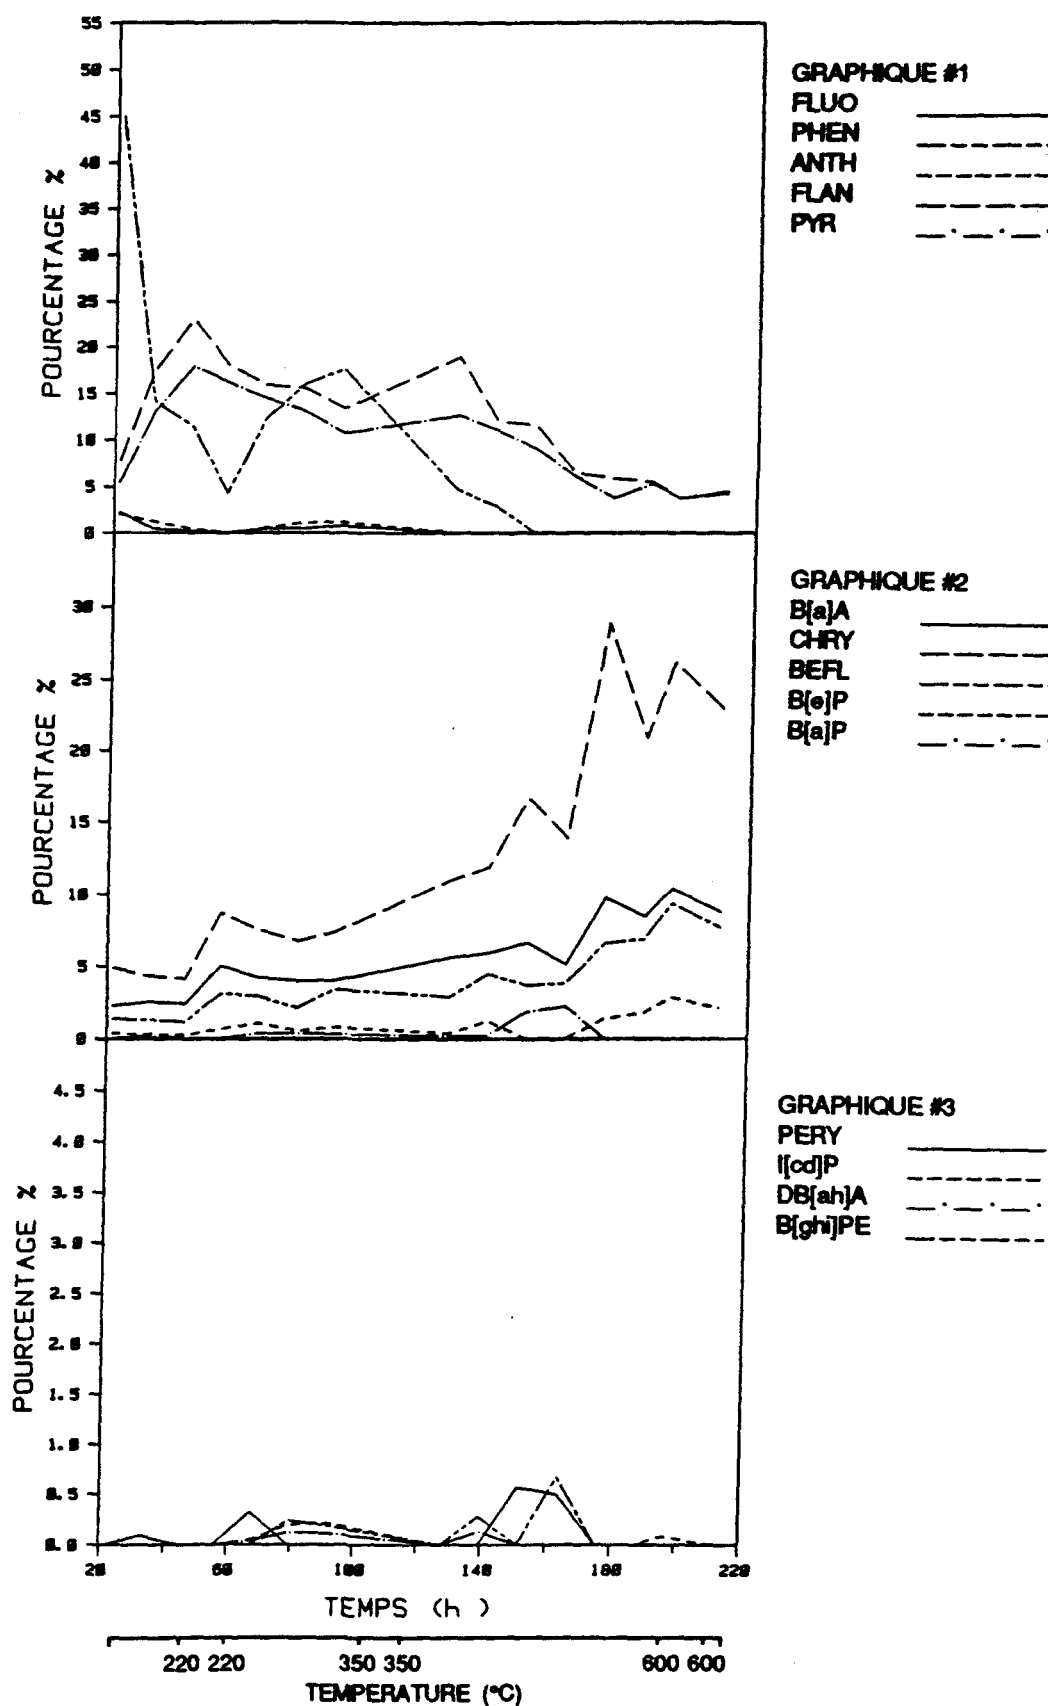 55
50
45
40
35
30
25
20
15
10
5
0
POURCENTAGE %
GRAPHIQUE #1
FLUO
PHEN
ANTH
FLAN
PYR
30
25
20
15
10
5
0
POURCENTAGE %
GRAPHIQUE #2
B[a]A
CHRY
BEFL
B[e]P
B[a]P
4.5
4.0
3.5
3.0
2.5
2.0
1.5
1.0
0.5
0.0
POURCENTAGE %
GRAPHIQUE #3
PERY
I[cd]P
DB[ah]A
B[ghi]PE
20 60 100 140 180 220
TEMPS (h )
220 220 350 350 600 600
TEMPERATURE (°C)